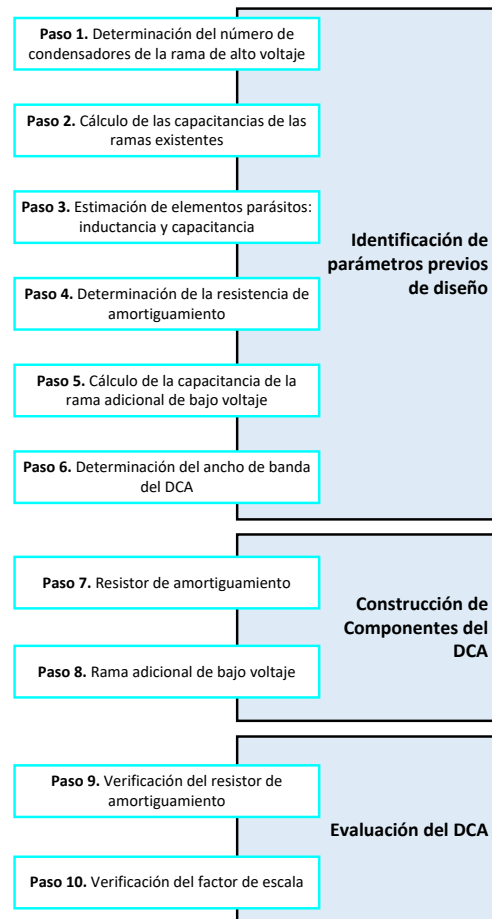 Paso 1. Determinación del número de
condensadores de la rama de alto voltaje
Paso 2. Cálculo de las capacitancias de las
ramas existentes
Paso 3. Estimación de elementos parásitos:
inductancia y capacitancia
Paso 4. Determinación de la resistencia de
amortiguamiento
Paso 5. Cálculo de la capacitancia de la
rama adicional de bajo voltaje
Paso 6. Determinación del ancho de banda
del DCA
Identificación de
parámetros previos
de diseño
Paso 7. Resistor de amortiguamiento
Paso 8. Rama adicional de bajo voltaje
Construcción de
Componentes del
DCA
Paso 9. Verificación del resistor de
amortiguamiento
Paso 10. Verificación del factor de escala
Evaluación del DCA